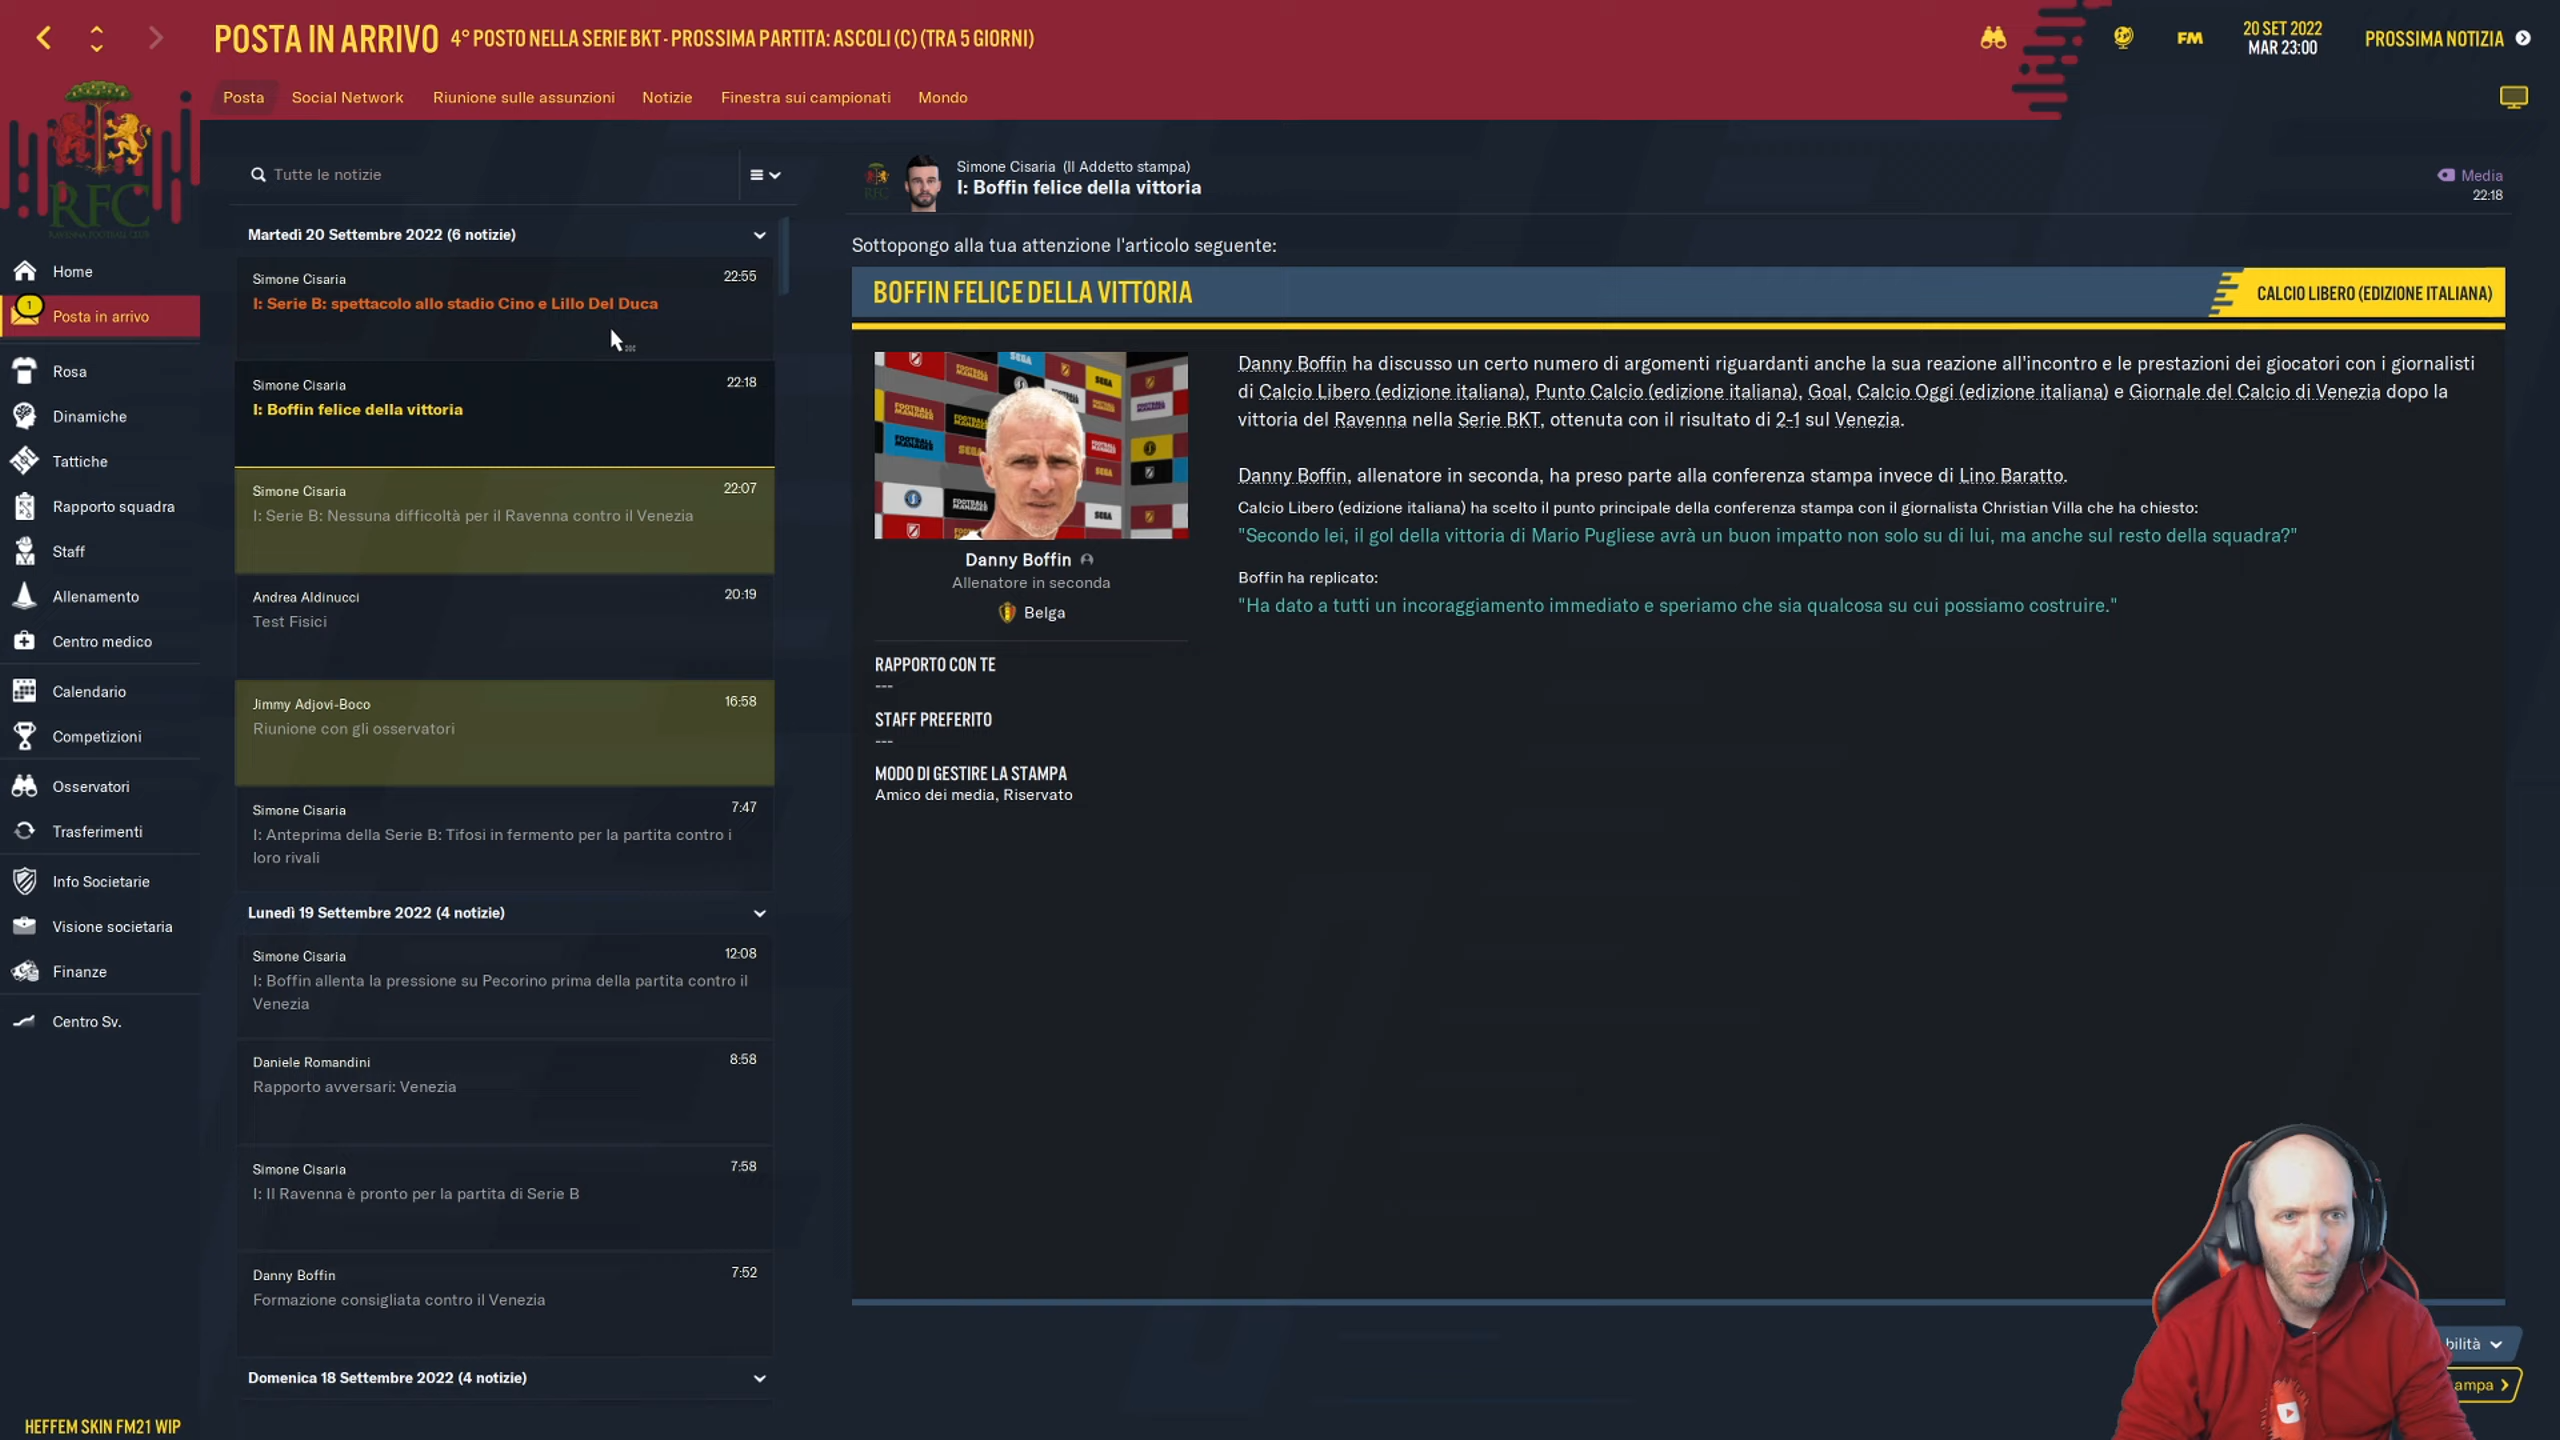 POSTA IN ARRIVO
4° POSTO NELLA SERIE BKT - PROSSIMA PARTITA: ASCOLI (C) (TRA 5 GIORNI)
FM
20 SET 2022
MAR 23:00
PROSSIMA NOTIZIA
Posta
Social Network
Riunione sulle assunzioni
Notizie
Finestra sui campionati
Mondo
RFC
RAVENNA FOOTBALL CLUB
Home
1
Posta in arrivo
Rosa
Dinamiche
Tattiche
Rapporto squadra
Staff
Allenamento
Centro medico
Calendario
Competizioni
Osservatori
Trasferimenti
Info Societarie
Visione societaria
Finanze
Centro Sv.
HEFFEM SKIN FM21 WIP
Tutte le notizie
Martedì 20 Settembre 2022 (6 notizie)
Simone Cisaria
22:55
I: Serie B: spettacolo allo stadio Cino e Lillo Del Duca
Simone Cisaria
22:18
I: Boffin felice della vittoria
Simone Cisaria
22:07
I: Serie B: Nessuna difficoltà per il Ravenna contro il Venezia
Andrea Aldinucci
20:19
Test Fisici
Jimmy Adjovi-Boco
16:58
Riunione con gli osservatori
Simone Cisaria
7:47
I: Anteprima della Serie B: Tifosi in fermento per la partita contro i
loro rivali
Lunedì 19 Settembre 2022 (4 notizie)
Simone Cisaria
12:08
I: Boffin allenta la pressione su Pecorino prima della partita contro il
Venezia
Daniele Romandini
8:58
Rapporto avversari: Venezia
Simone Cisaria
7:58
I: Il Ravenna è pronto per la partita di Serie B
Danny Boffin
7:52
Formazione consigliata contro il Venezia
Domenica 18 Settembre 2022 (4 notizie)
Simone Cisaria (II Addetto stampa)
I: Boffin felice della vittoria
Media
22:18
Sottopongo alla tua attenzione l'articolo seguente:
BOFFIN FELICE DELLA VITTORIA
CALCIO LIBERO (EDIZIONE ITALIANA)
Danny Boffin
Allenatore in seconda
Belga
RAPPORTO CON TE
---
STAFF PREFERITO
---
MODO DI GESTIRE LA STAMPA
Amico dei media, Riservato
Danny Boffin ha discusso un certo numero di argomenti riguardanti anche la sua reazione all'incontro e le prestazioni dei giocatori con i giornalisti
di Calcio Libero (edizione italiana), Punto Calcio (edizione italiana), Goal, Calcio Oggi (edizione italiana) e Giornale del Calcio di Venezia dopo la
vittoria del Ravenna nella Serie BKT, ottenuta con il risultato di 2-1 sul Venezia.
Danny Boffin, allenatore in seconda, ha preso parte alla conferenza stampa invece di Lino Baratto.
Calcio Libero (edizione italiana) ha scelto il punto principale della conferenza stampa con il giornalista Christian Villa che ha chiesto:
"Secondo lei, il gol della vittoria di Mario Pugliese avrà un buon impatto non solo su di lui, ma anche sul resto della squadra?"
Boffin ha replicato:
"Ha dato a tutti un incoraggiamento immediato e speriamo che sia qualcosa su cui possiamo costruire."
bilità
ampa